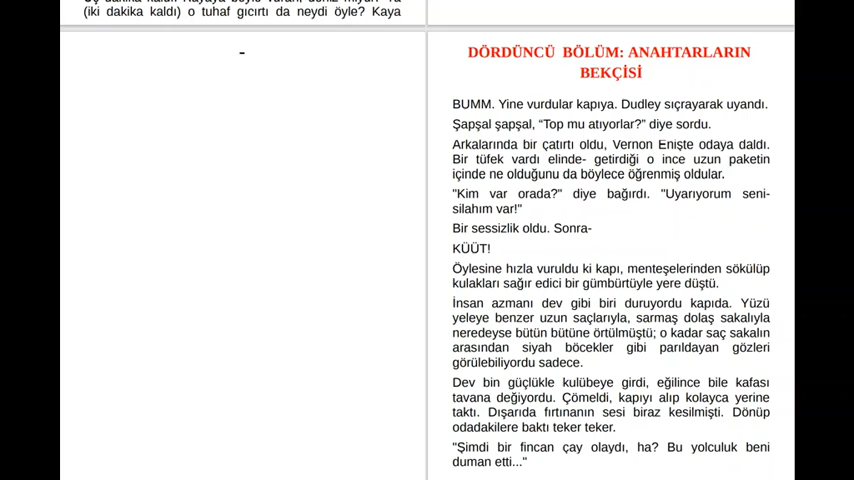 (iki dakika kaldı) o tuhaf gıcırtı da neydi öyle? Kaya
-
DÖRDÜNCÜ BÖLÜM: ANAHTARLARIN
BEKÇİSİ
BUMM. Yine vurdular kapıya. Dudley sıçrayarak uyandı.
Şapşal şapşal, “Top mu atıyorlar?” diye sordu.
Arkalarında bir çatırtı oldu, Vernon Enişte odaya daldı.
Bir tüfek vardı elinde- getirdiği o ince uzun paketin
içinde ne olduğunu da böylece öğrenmiş oldular.
"Kim var orada?" diye bağırdı. "Uyarıyorum seni-
silahım var!"
Bir sessizlik oldu. Sonra-
KÜÜT!
Öylesine hızla vuruldu ki kapı, menteşelerinden sökülüp
kulakları sağır edici bir gümbürtüyle yere düştü.
İnsan azmanı dev gibi biri duruyordu kapıda. Yüzü
yeleye benzer uzun saçlarıyla, sarmaş dolaş sakalıyla
neredeyse bütün bütüne örtülmüştü; o kadar saç sakalın
arasından siyah böcekler gibi parıldayan gözleri
görülebiliyordu sadece.
Dev bin güçlükle kulübeye girdi, eğilince bile kafası
tavana değiyordu. Çömeldi, kapıyı alıp kolayca yerine
taktı. Dışarıda fırtınanın sesi biraz kesilmişti. Dönüp
odadakilere baktı teker teker.
"Şimdi bir fincan çay olaydı, ha? Bu yolculuk beni
duman etti..."